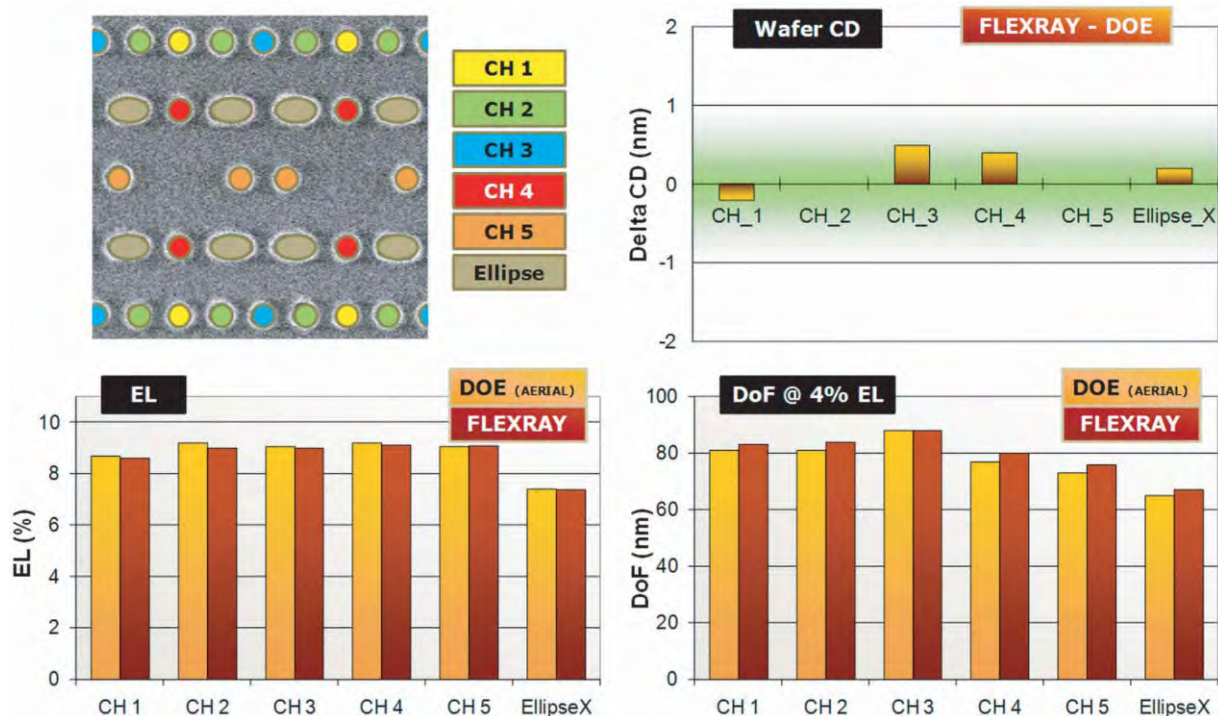 CH 1
CH 2
CH 3
CH 4
CH 5
Ellipse
Wafer CD
FLEXRAY - DOE
Delta CD (nm)
2
1
0
-1
-2
CH_1 CH_2 CH_3 CH_4 CH_5 Ellipse_X
EL
DOE (AERIAL)
FLEXRAY
EL (%)
10
8
6
4
2
0
CH 1 CH 2 CH 3 CH 4 CH 5 EllipseX
DoF @ 4% EL
DOE (AERIAL)
FLEXRAY
DoF (nm)
100
80
60
40
20
0
CH 1 CH 2 CH 3 CH 4 CH 5 EllipseX